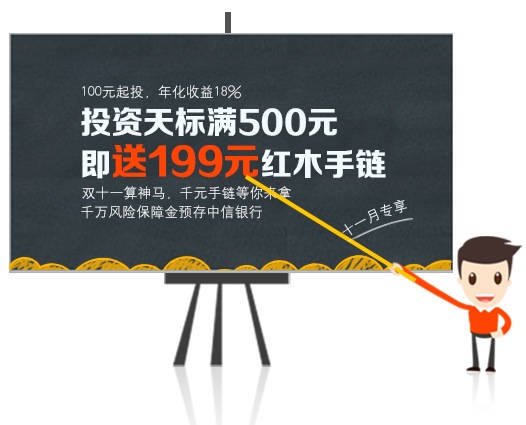 100元起投，年化收益18%
投资天标满500元
即送199元红木手链
双十一算神马，千元手链等你来拿
千万风险保障金预存中信银行
十一月专享